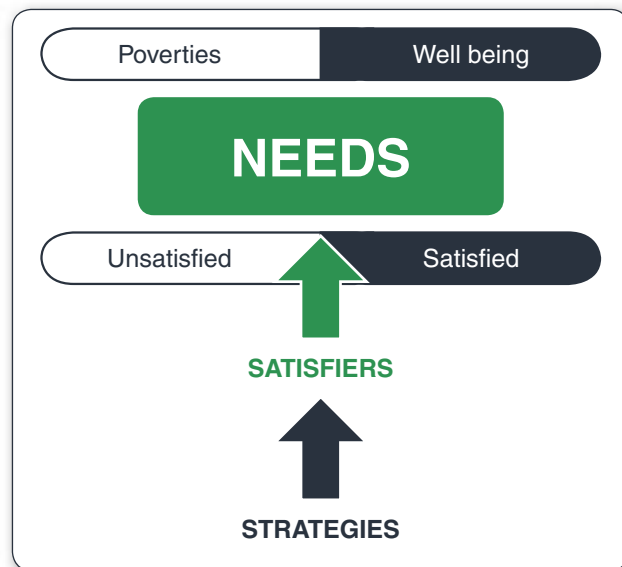 Poverties Well being
NEEDS
Unsatisfied Satisfied
SATISFIERS
STRATEGIES